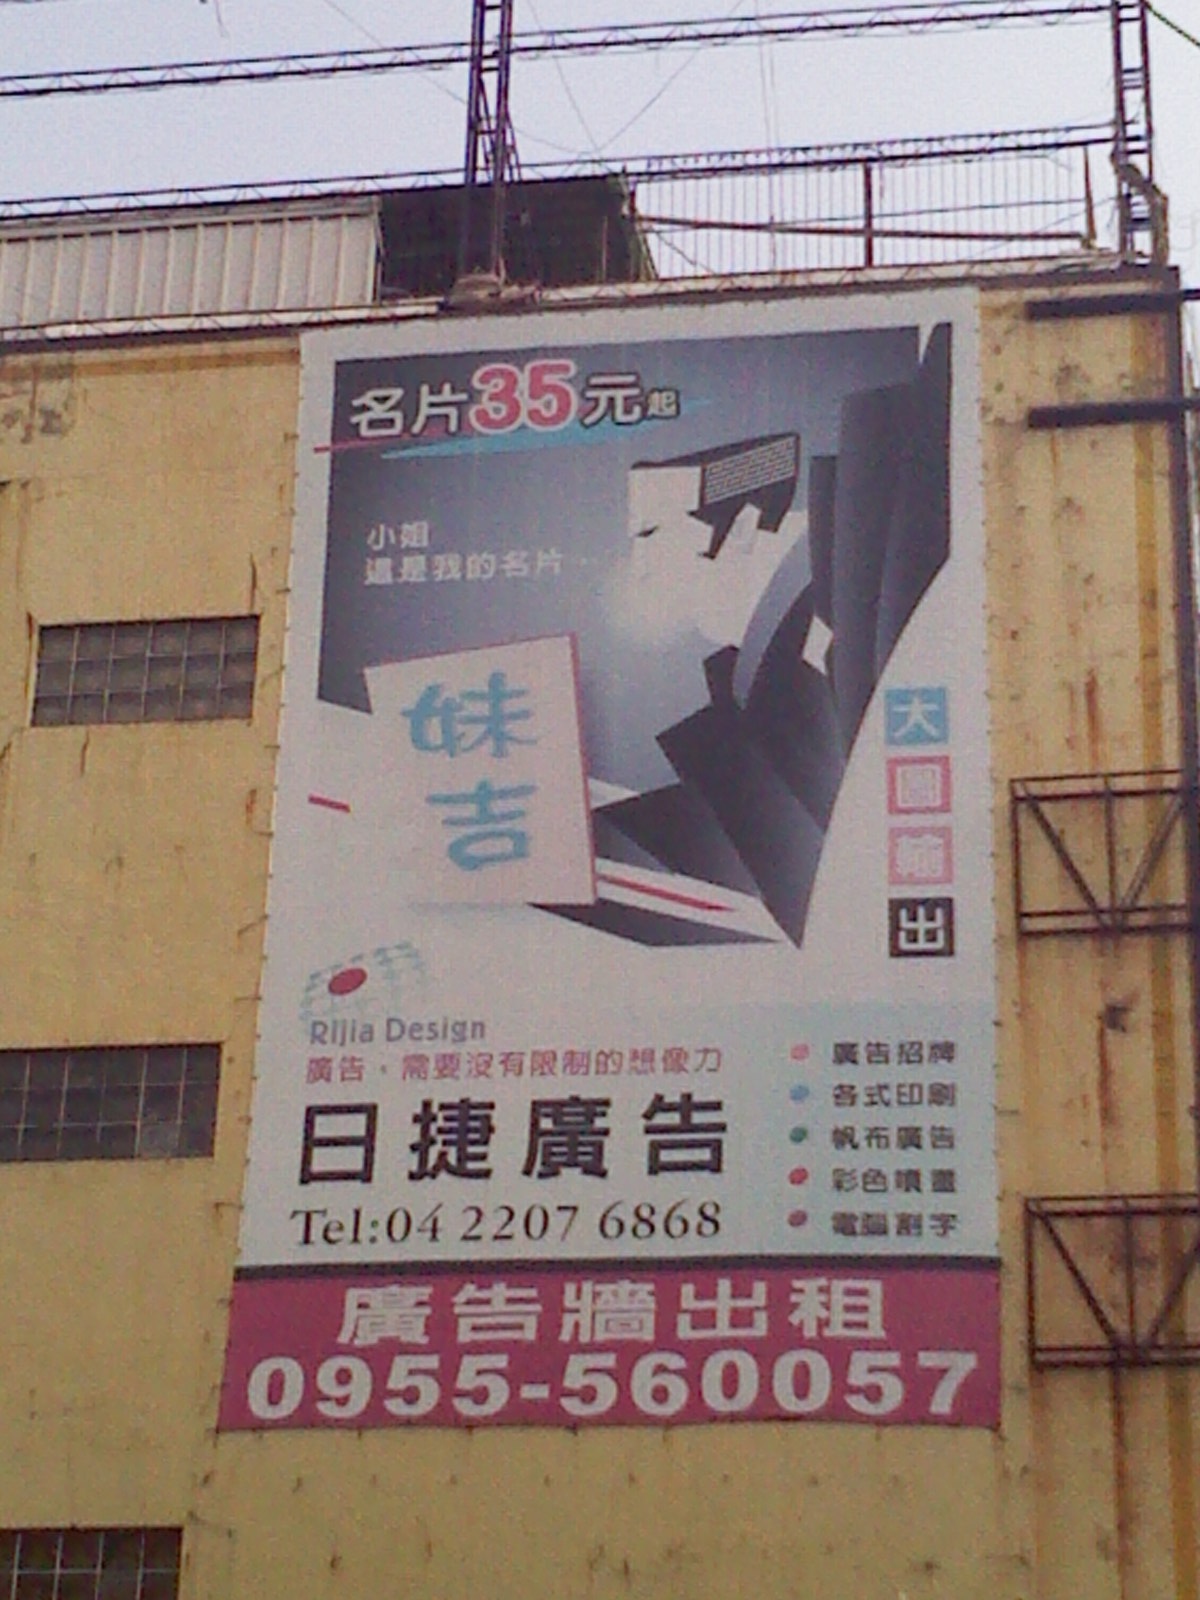 名片35元起
小姐
這是我的名片‧‧
妹
吉
大
圖
輸
出
Rijia Design
廣告,需要沒有限制的想像力
日捷廣告
Tel:04 2207 6868
廣告招牌
各式印刷
帆布廣告
彩色噴畫
電腦割字
廣告牆出租
0955-560057